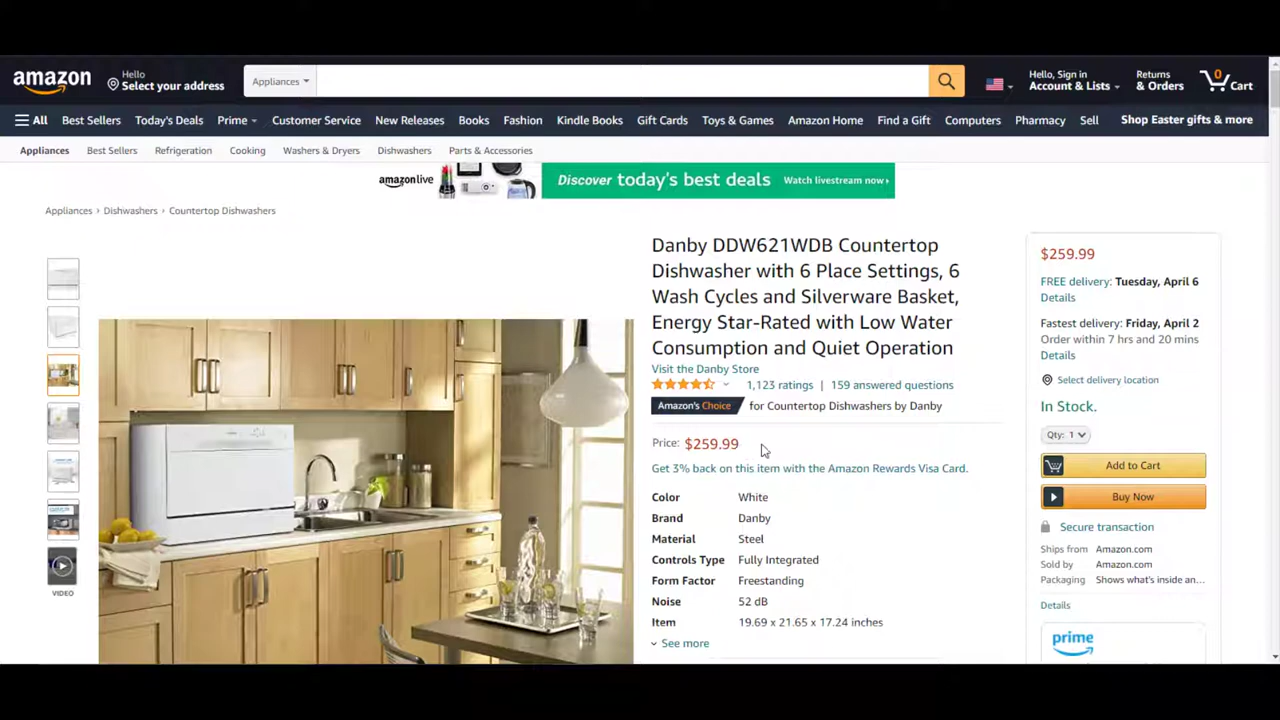 amazon
Hello
Select your address
Appliances
Hello, Sign in
Account & Lists
Returns
& Orders
0
Cart
All
Best Sellers
Today's Deals
Prime
Customer Service
New Releases
Books
Fashion
Kindle Books
Gift Cards
Toys & Games
Amazon Home
Find a Gift
Computers
Pharmacy
Sell
Shop Easter gifts & more
Appliances
Best Sellers
Refrigeration
Cooking
Washers & Dryers
Dishwashers
Parts & Accessories
amazonlive
Discover today's best deals
Watch livestream now
Appliances › Dishwashers › Countertop Dishwashers
VIDEO
Danby DDW621WDB Countertop
Dishwasher with 6 Place Settings, 6
Wash Cycles and Silverware Basket,
Energy Star-Rated with Low Water
Consumption and Quiet Operation
Visit the Danby Store
1,123 ratings | 159 answered questions
Amazon's Choice for Countertop Dishwashers by Danby
Price: $259.99
Get 3% back on this item with the Amazon Rewards Visa Card.
Color White
Brand Danby
Material Steel
Controls Type Fully Integrated
Form Factor Freestanding
Noise 52 dB
Item 19.69 x 21.65 x 17.24 inches
See more
$259.99
FREE delivery: Tuesday, April 6
Details
Fastest delivery: Friday, April 2
Order within 7 hrs and 20 mins
Details
Select delivery location
In Stock.
Qty: 1
Add to Cart
Buy Now
Secure transaction
Ships from Amazon.com
Sold by Amazon.com
Packaging Shows what's inside an...
Details
prime